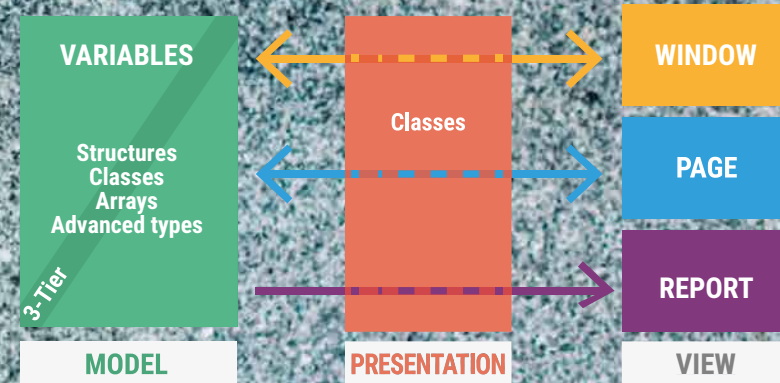 VARIABLES
Structures
Classes
Arrays
Advanced types
3-Tier
MODEL
Classes
PRESENTATION
WINDOW
PAGE
REPORT
VIEW